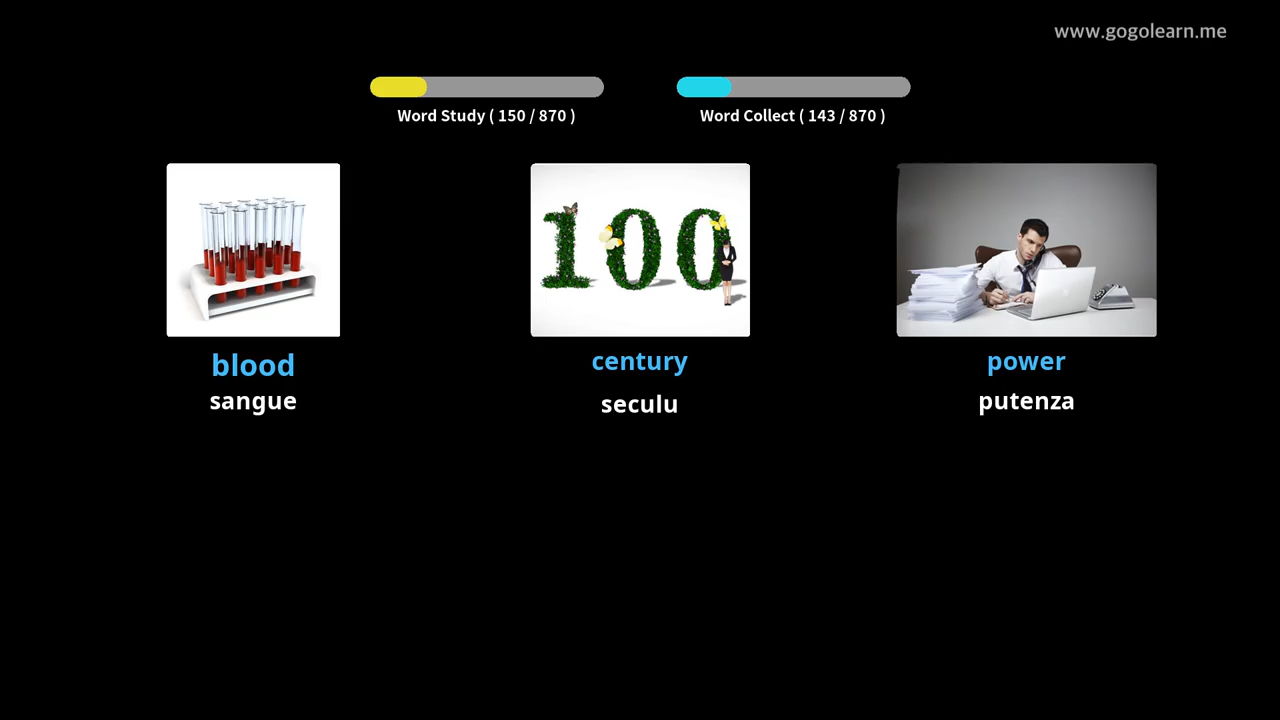 www.gogolearn.me
Word Study ( 150 / 870 )
Word Collect ( 143 / 870 )
100
blood
sangue
century
seculu
power
putenza